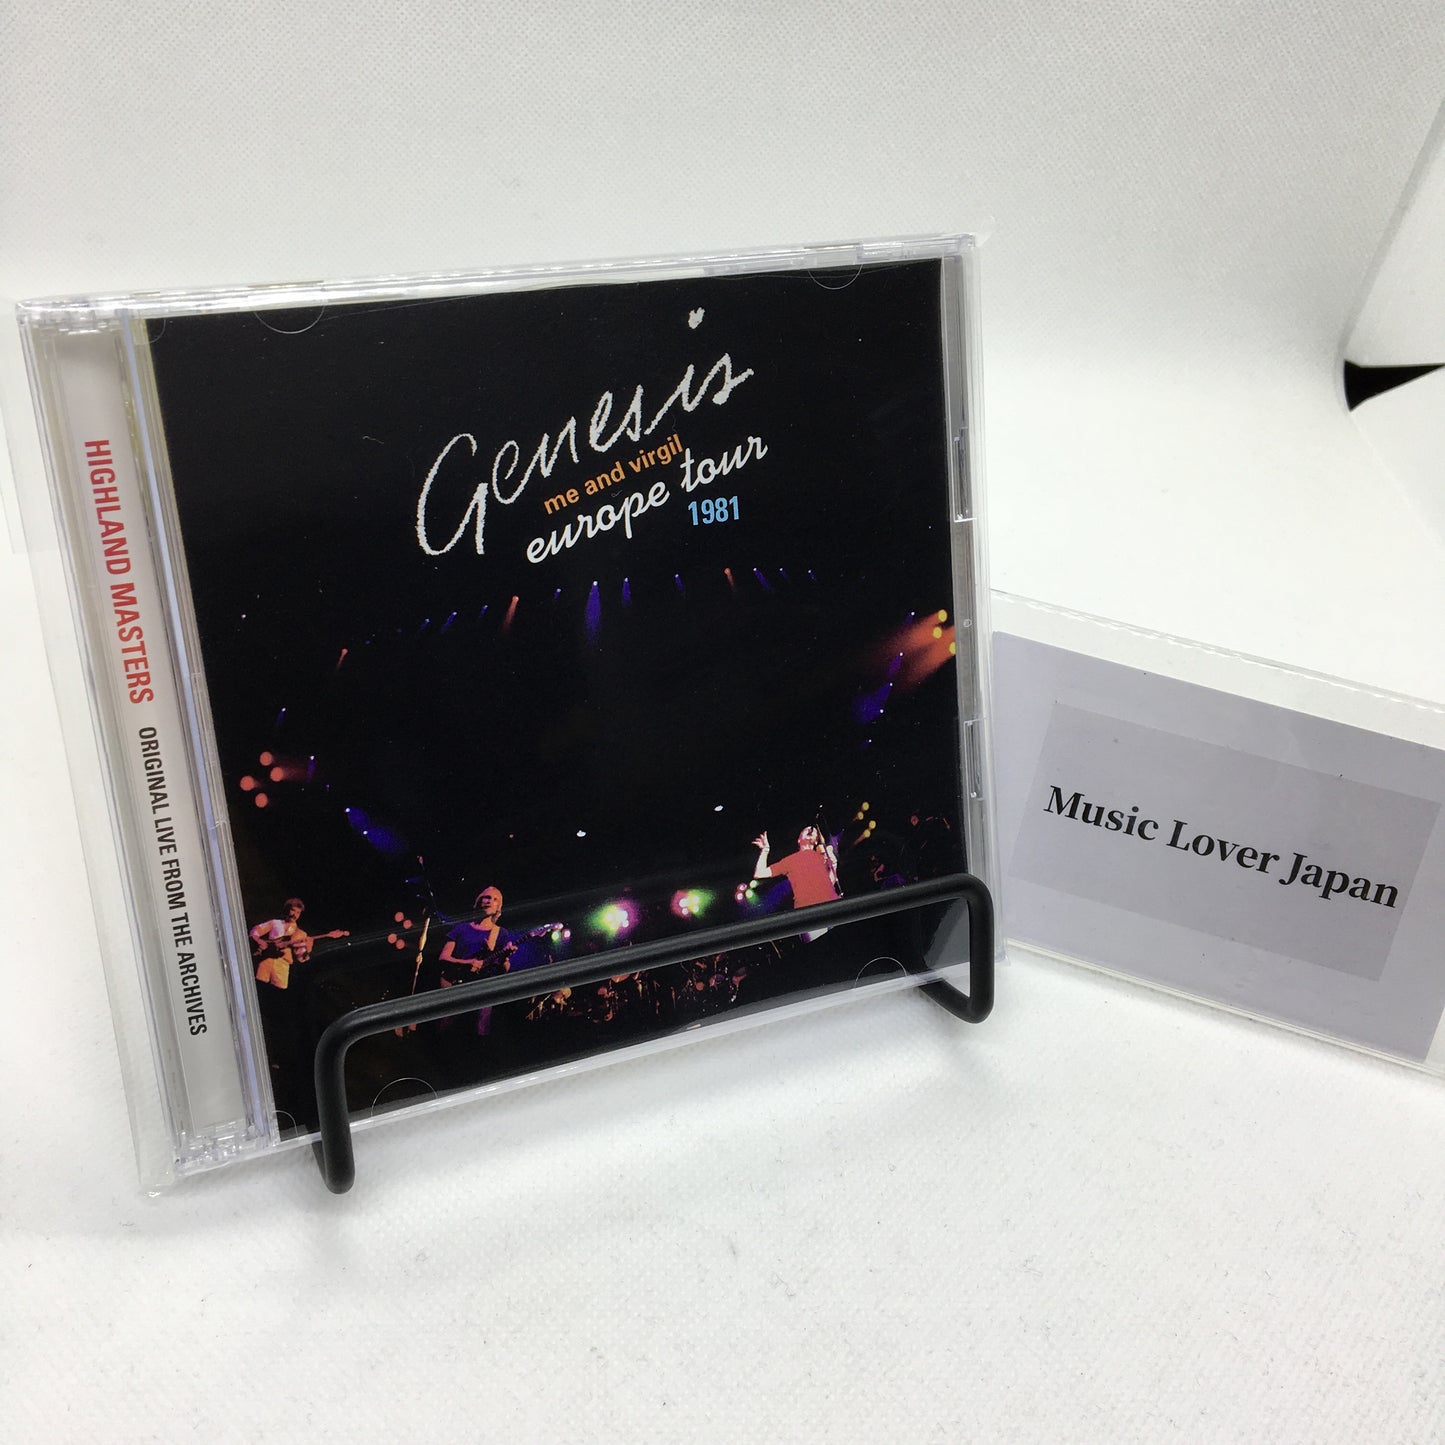 HIGHLAND MASTERS ORIGINAL LIVE FROM THE ARCHIVES
Genesis
me and virgil
europe tour
1981
Music Lover Japan